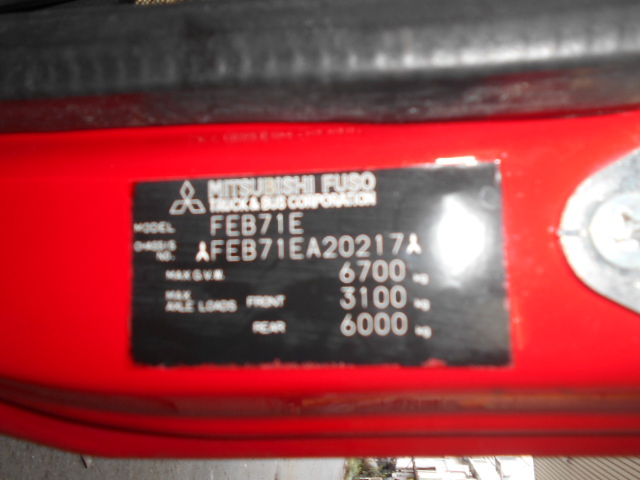 MITSUBISHI FUSO
TRUCK & BUS CORPORATION
MODEL FEB71E
CHASSIS NO. FEB71EA20217
MAX G.V.M. 6700 kg
MAX AXLE LOADS FRONT 3100 kg
REAR 6000 kg